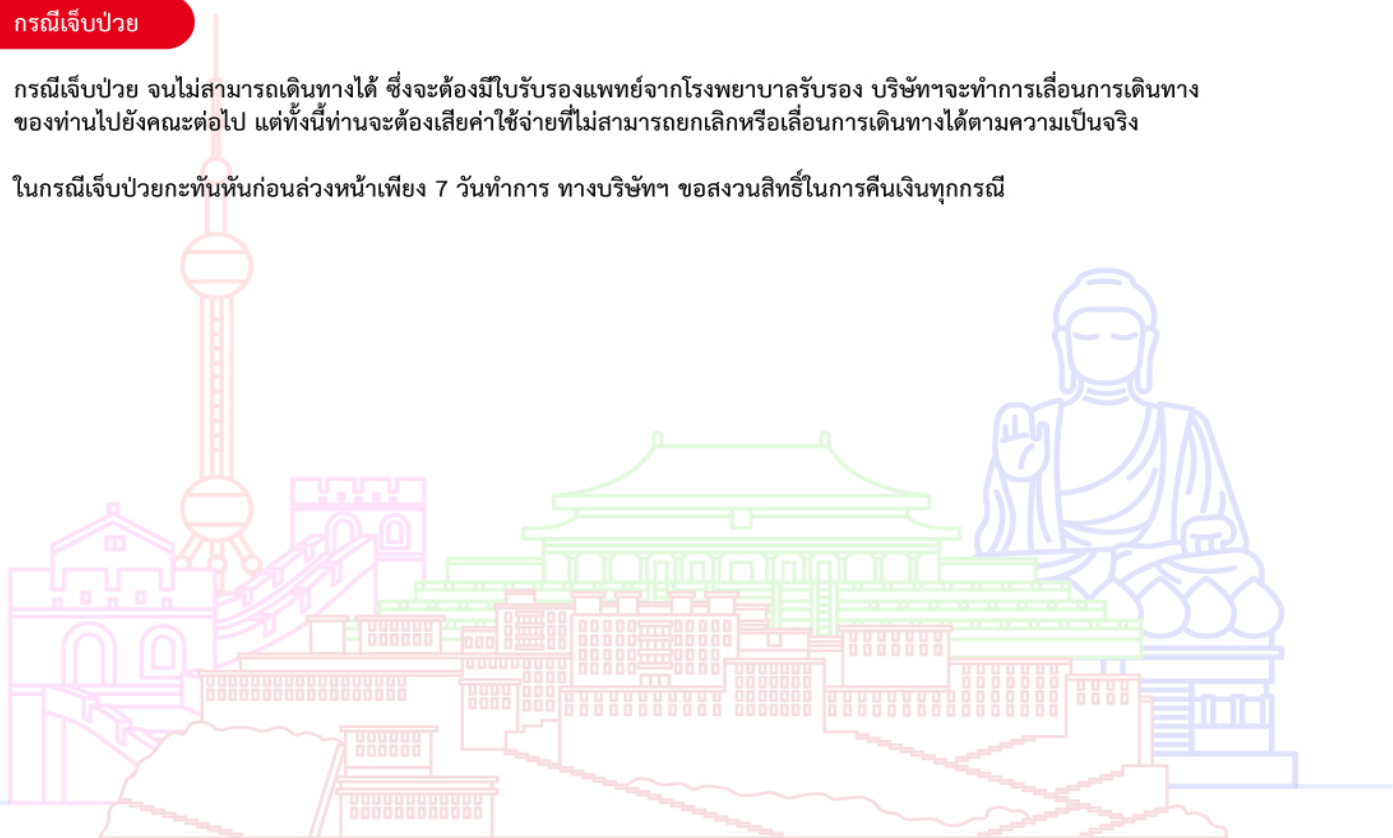 กรณีเจ็บป่วย
กรณีเจ็บป่วย จนไม่สามารถเดินทางได้ ซึ่งจะต้องมีใบรับรองแพทย์จากโรงพยาบาลรับรอง บริษัทฯจะทำการเลื่อนการเดินทาง
ของท่านไปยังคณะต่อไป แต่ทั้งนี้ท่านจะต้องเสียค่าใช้จ่ายที่ไม่สามารถยกเลิกหรือเลื่อนการเดินทางได้ตามความเป็นจริง
ในกรณีเจ็บป่วยกะทันหันก่อนล่วงหน้าเพียง 7 วันทำการ ทางบริษัทฯ ขอสงวนสิทธิ์ในการคืนเงินทุกกรณี